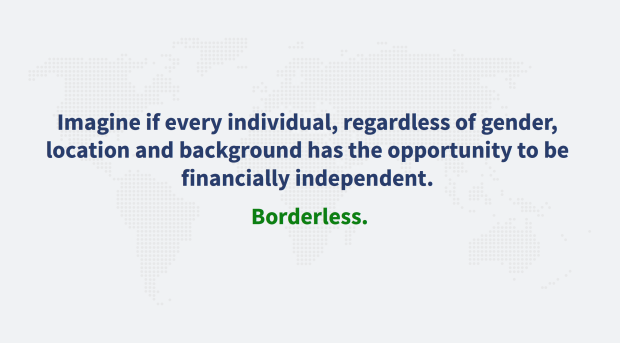 Imagine if every individual, regardless of gender,
location and background has the opportunity to be
financially independent.
Borderless.